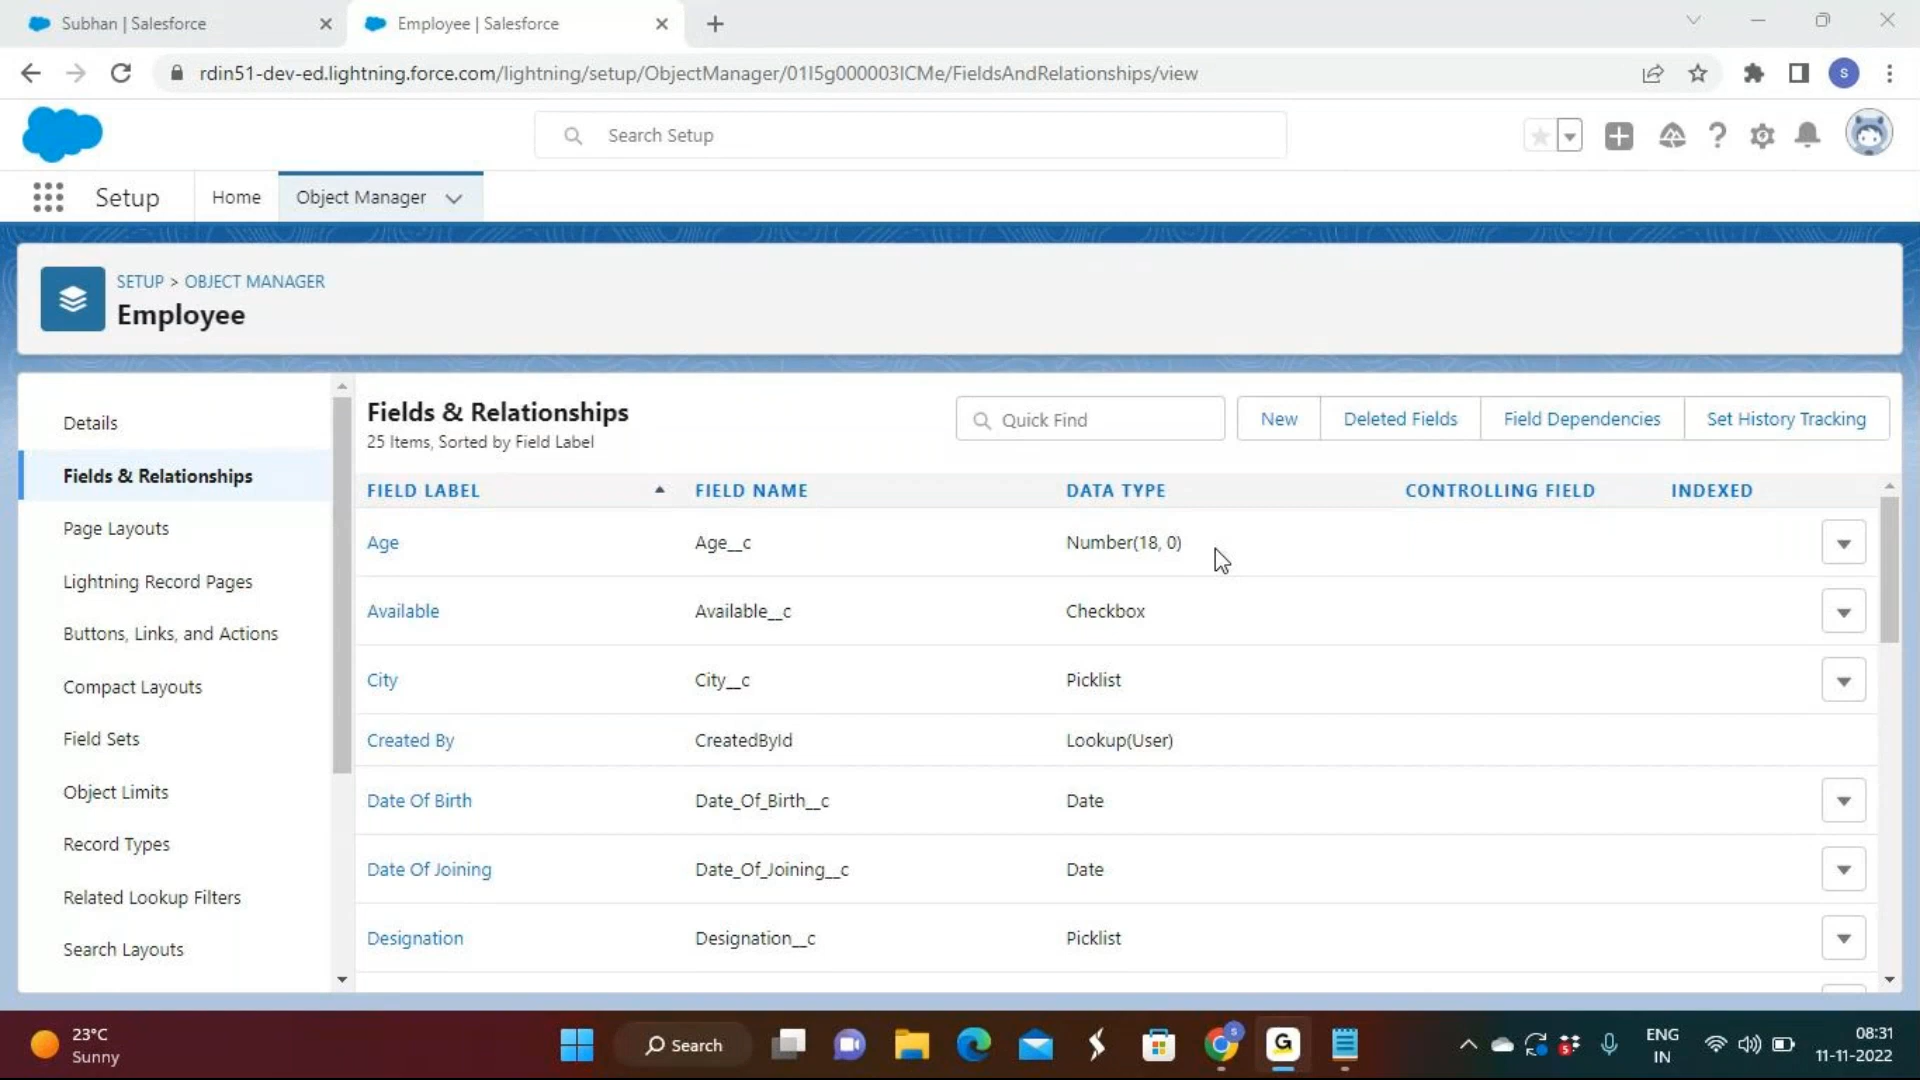 Subhan | Salesforce
Employee | Salesforce
rdin51-dev-ed.lightning.force.com/lightning/setup/ObjectManager/01I5g000003ICMe/FieldsAndRelationships/view
S
Search Setup
Setup
Home
Object Manager
SETUP > OBJECT MANAGER
Employee
Details
Fields & Relationships
Page Layouts
Lightning Record Pages
Buttons, Links, and Actions
Compact Layouts
Field Sets
Object Limits
Record Types
Related Lookup Filters
Search Layouts
Fields & Relationships
25 Items, Sorted by Field Label
Quick Find
New
Deleted Fields
Field Dependencies
Set History Tracking
FIELD LABEL FIELD NAME DATA TYPE CONTROLLING FIELD INDEXED
Age Age__c Number(18, 0)
Available Available__c Checkbox
City City__c Picklist
Created By CreatedById Lookup(User)
Date Of Birth Date_Of_Birth__c Date
Date Of Joining Date_Of_Joining__c Date
Designation Designation__c Picklist
23°C
Sunny
Search
S
G
5
ENG
IN
08:31
11-11-2022